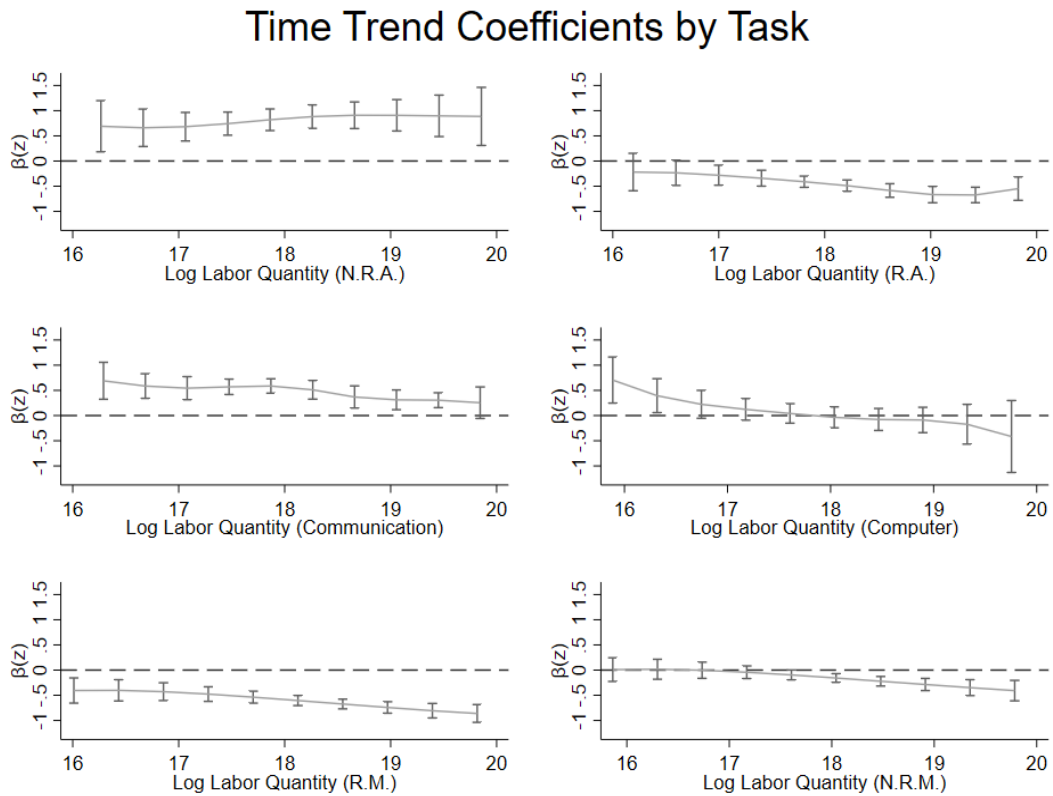 Time Trend Coefficients by Task
β(z)
-1 -.5 0 .5 1 1.5
16 17 18 19 20
Log Labor Quantity (N.R.A.)
β(z)
-1 -.5 0 .5 1 1.5
16 17 18 19 20
Log Labor Quantity (R.A.)
β(z)
-1 -.5 0 .5 1 1.5
16 17 18 19 20
Log Labor Quantity (Communication)
β(z)
-1 -.5 0 .5 1 1.5
16 17 18 19 20
Log Labor Quantity (Computer)
β(z)
-1 -.5 0 .5 1 1.5
16 17 18 19 20
Log Labor Quantity (R.M.)
β(z)
-1 -.5 0 .5 1 1.5
16 17 18 19 20
Log Labor Quantity (N.R.M.)